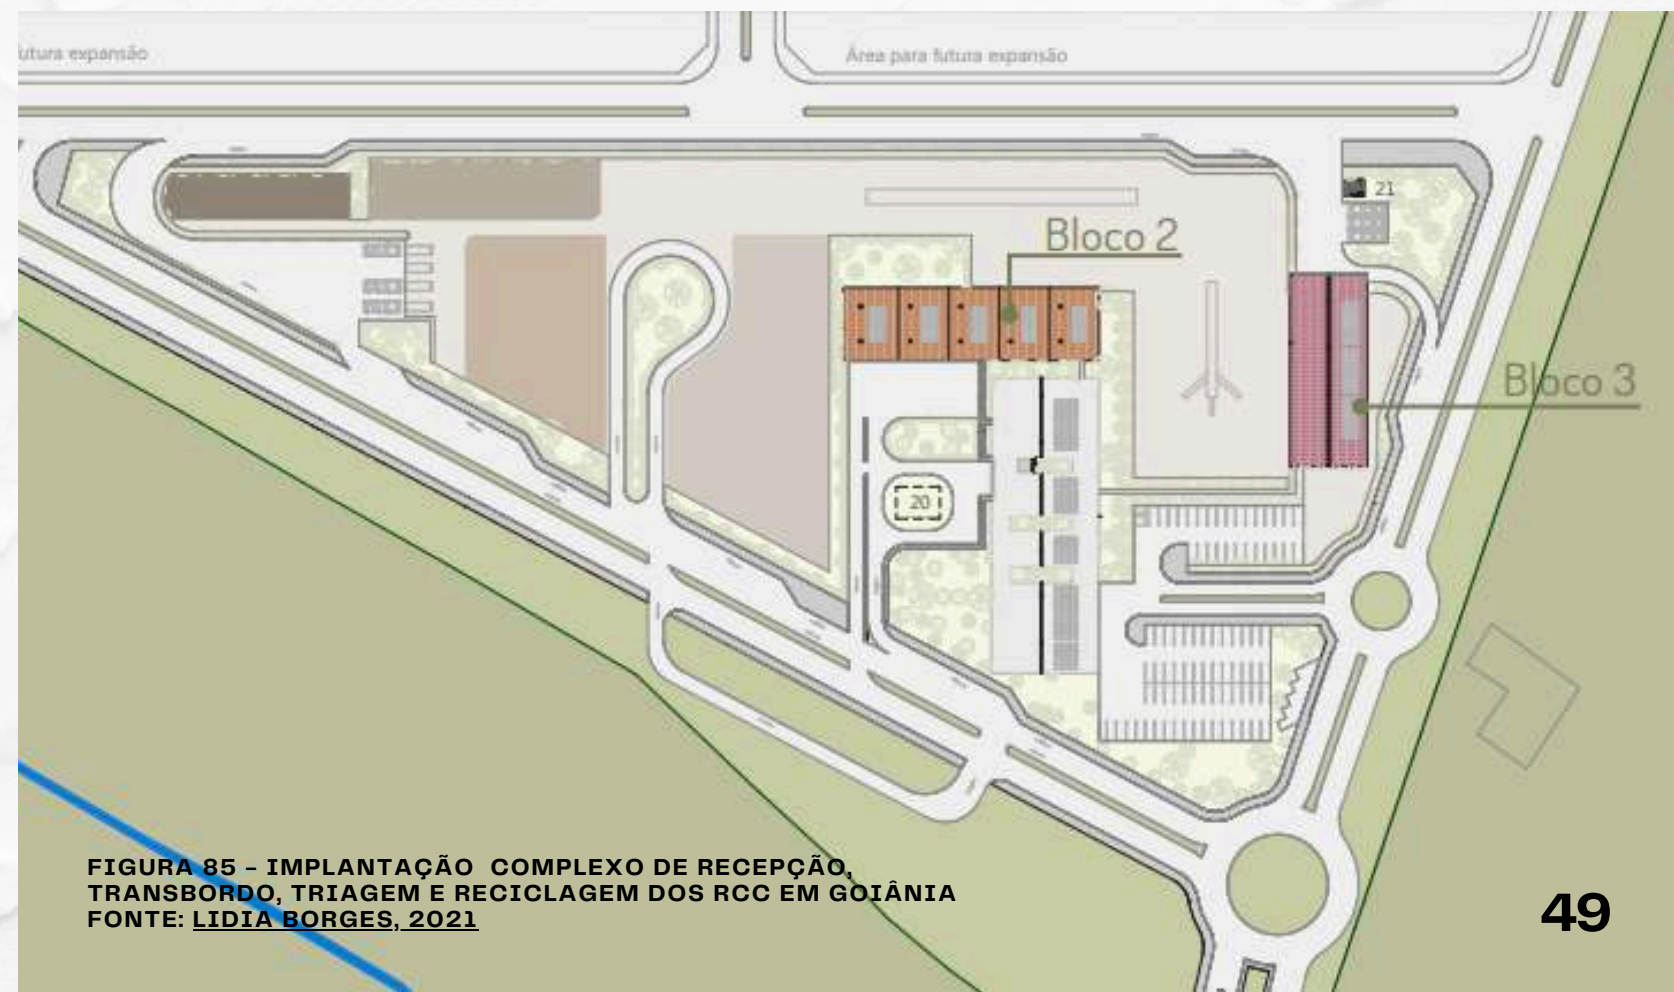 utura expansão
Área para futura expansão
21
Bloco 2
Bloco 3
20
FIGURA 85 – IMPLANTAÇÃO COMPLEXO DE RECEPÇÃO,
TRANSBORDO, TRIAGEM E RECICLAGEM DOS RCC EM GOIÂNIA
FONTE: LIDIA BORGES, 2021
49